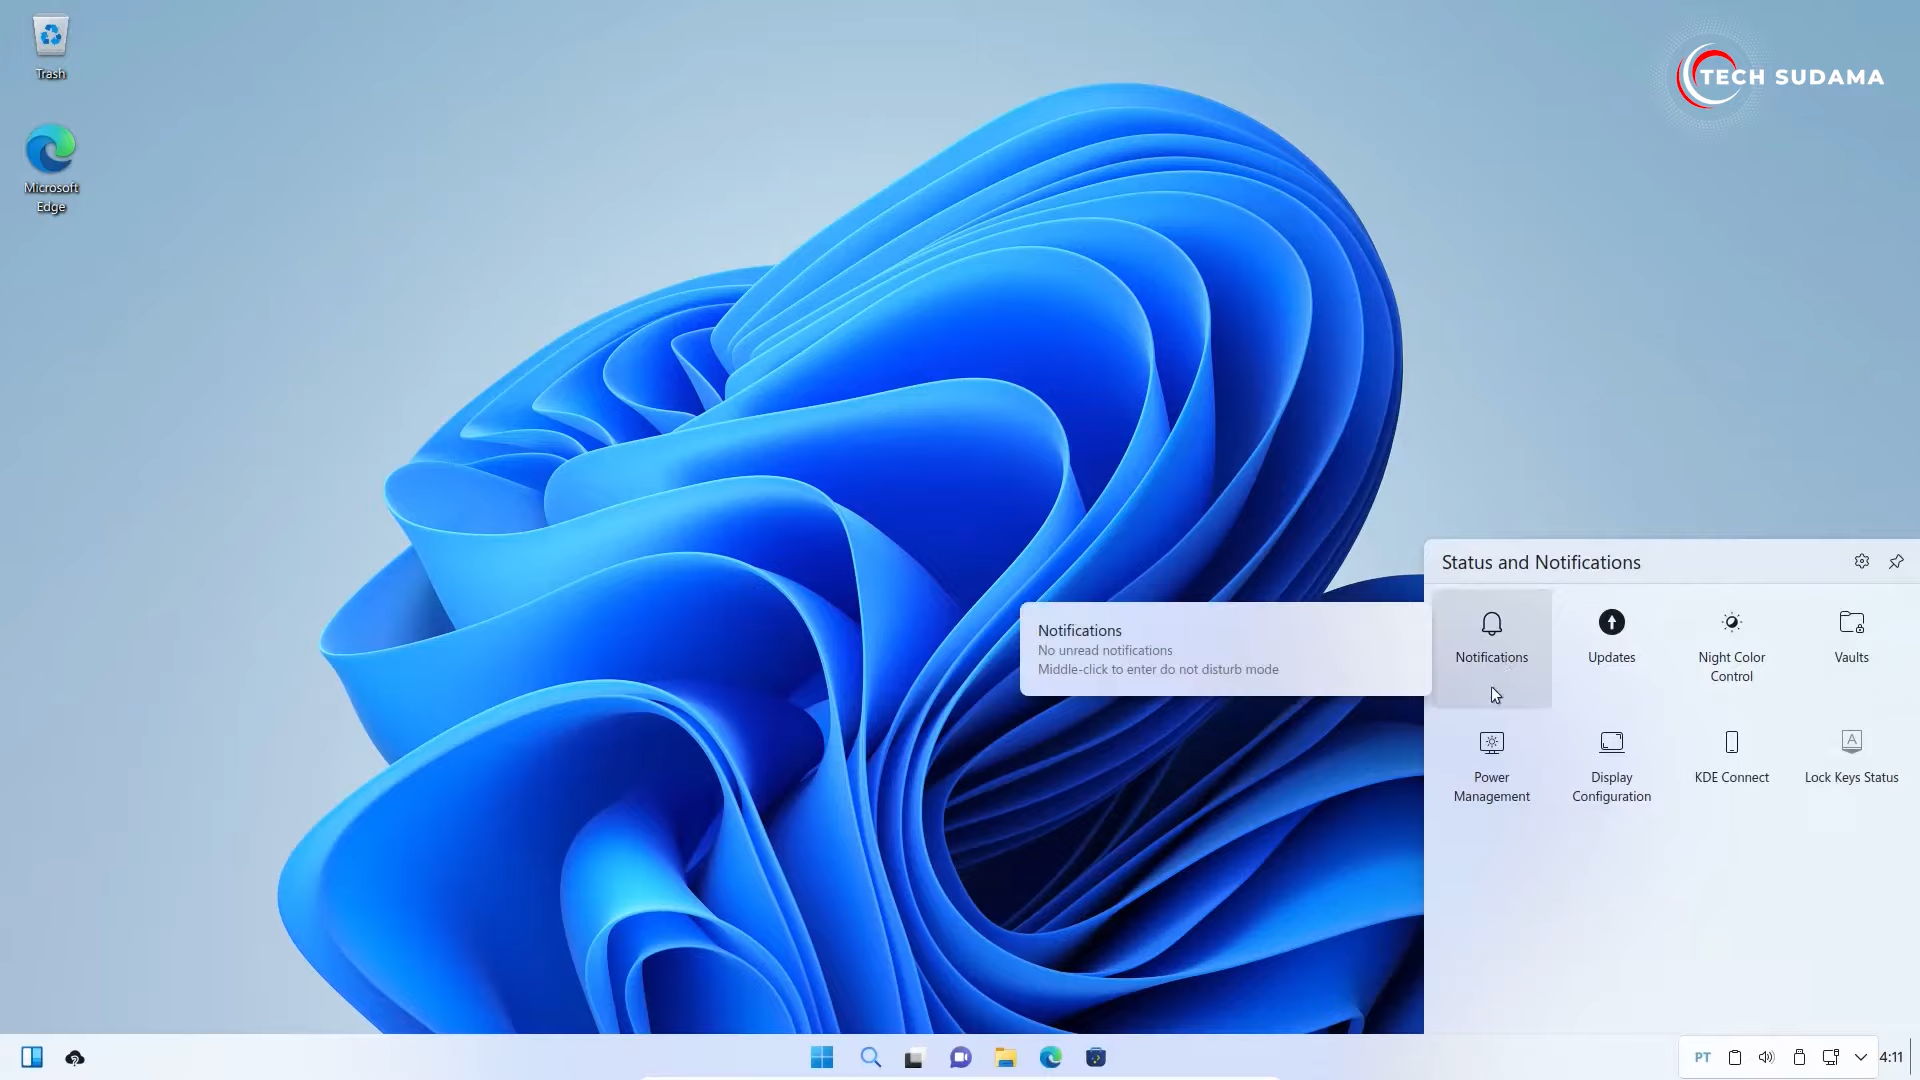 Trash
Microsoft
Edge
TECH SUDAMA
Status and Notifications
Notifications
No unread notifications
Middle-click to enter do not disturb mode
Notifications
Updates
Night Color
Control
Vaults
Power
Management
Display
Configuration
KDE Connect
A
Lock Keys Status
PT
4:11